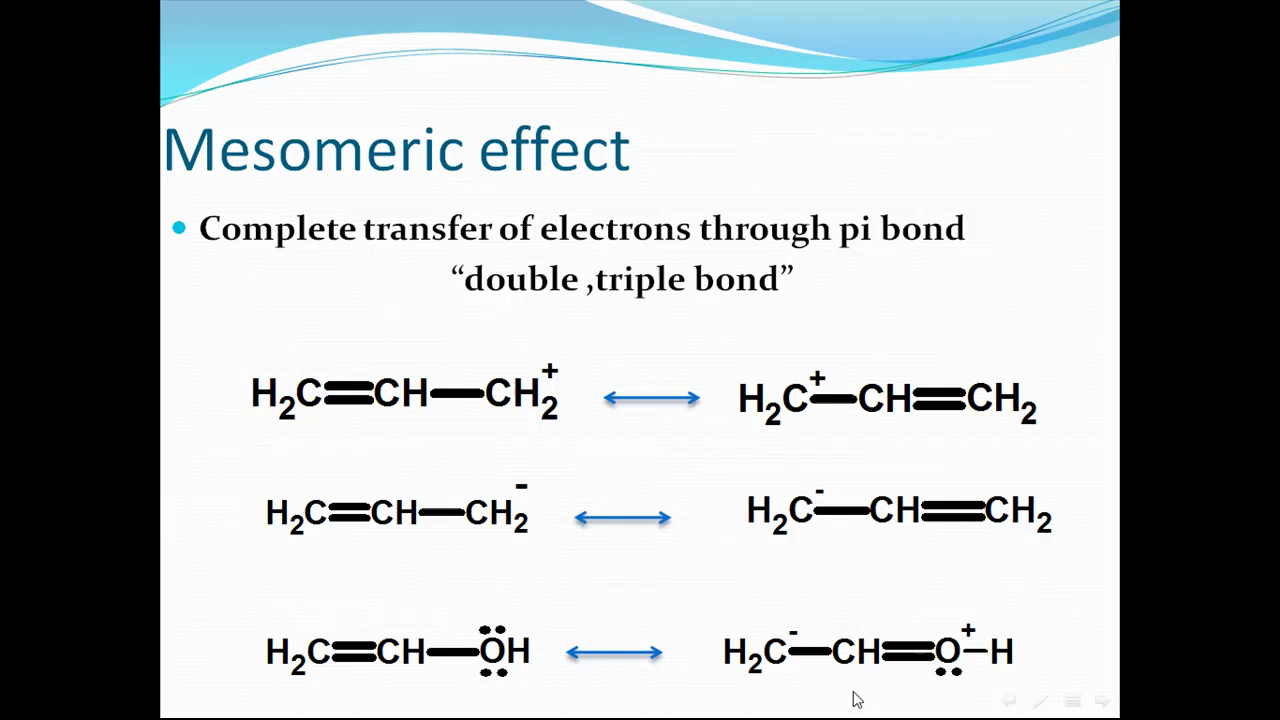 Mesomeric effect
• Complete transfer of electrons through pi bond
“double ,triple bond”
H₂C=CH—CH₂⁺ ↔ H₂C⁺—CH=CH₂
H₂C=CH—CH₂⁻ ↔ H₂C⁻—CH=CH₂
H₂C=CH—ÖH ↔ H₂C⁻—CH=O⁺—H